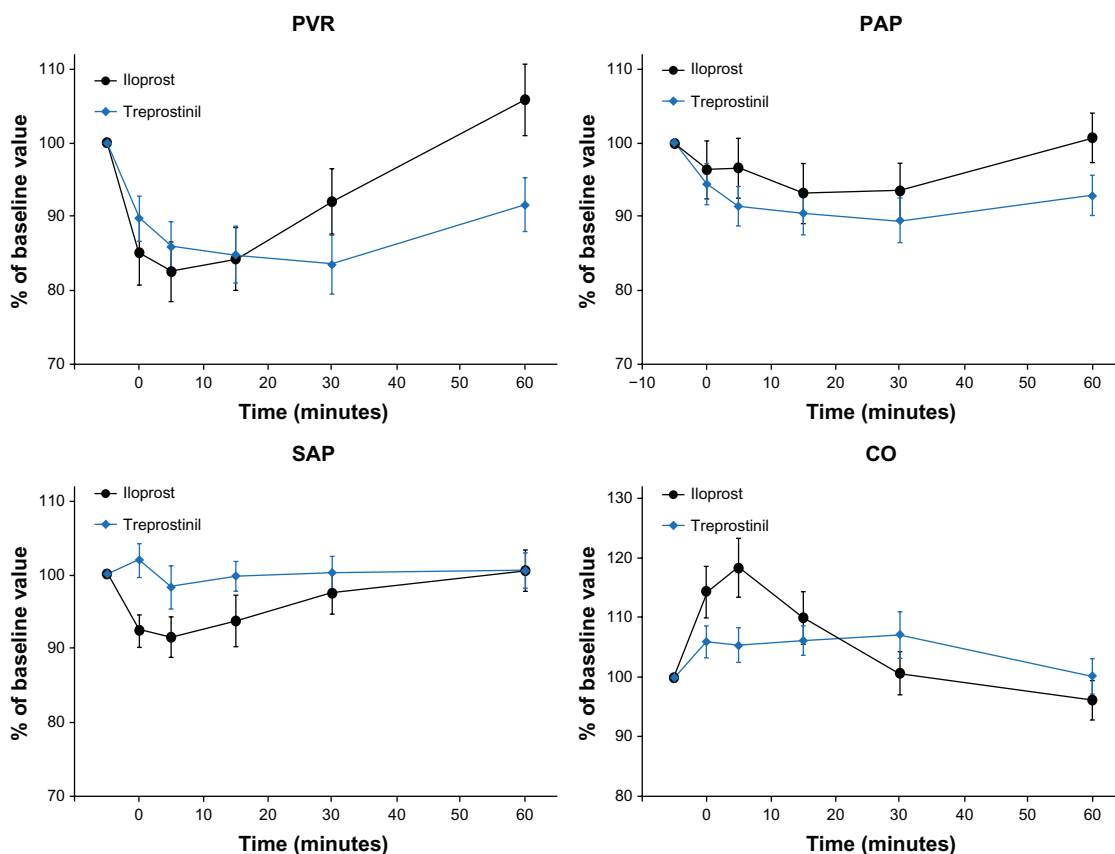 PVR
110
100
90
80
70
% of baseline value
Iloprost
Treprostinil
0 10 20 30 40 50 60
Time (minutes)
PAP
110
100
90
80
70
% of baseline value
Iloprost
Treprostinil
−10 0 10 20 30 40 50 60
Time (minutes)
SAP
110
100
90
80
70
% of baseline value
Iloprost
Treprostinil
0 10 20 30 40 50 60
Time (minutes)
CO
130
120
110
100
90
80
% of baseline value
Iloprost
Treprostinil
0 10 20 30 40 50 60
Time (minutes)